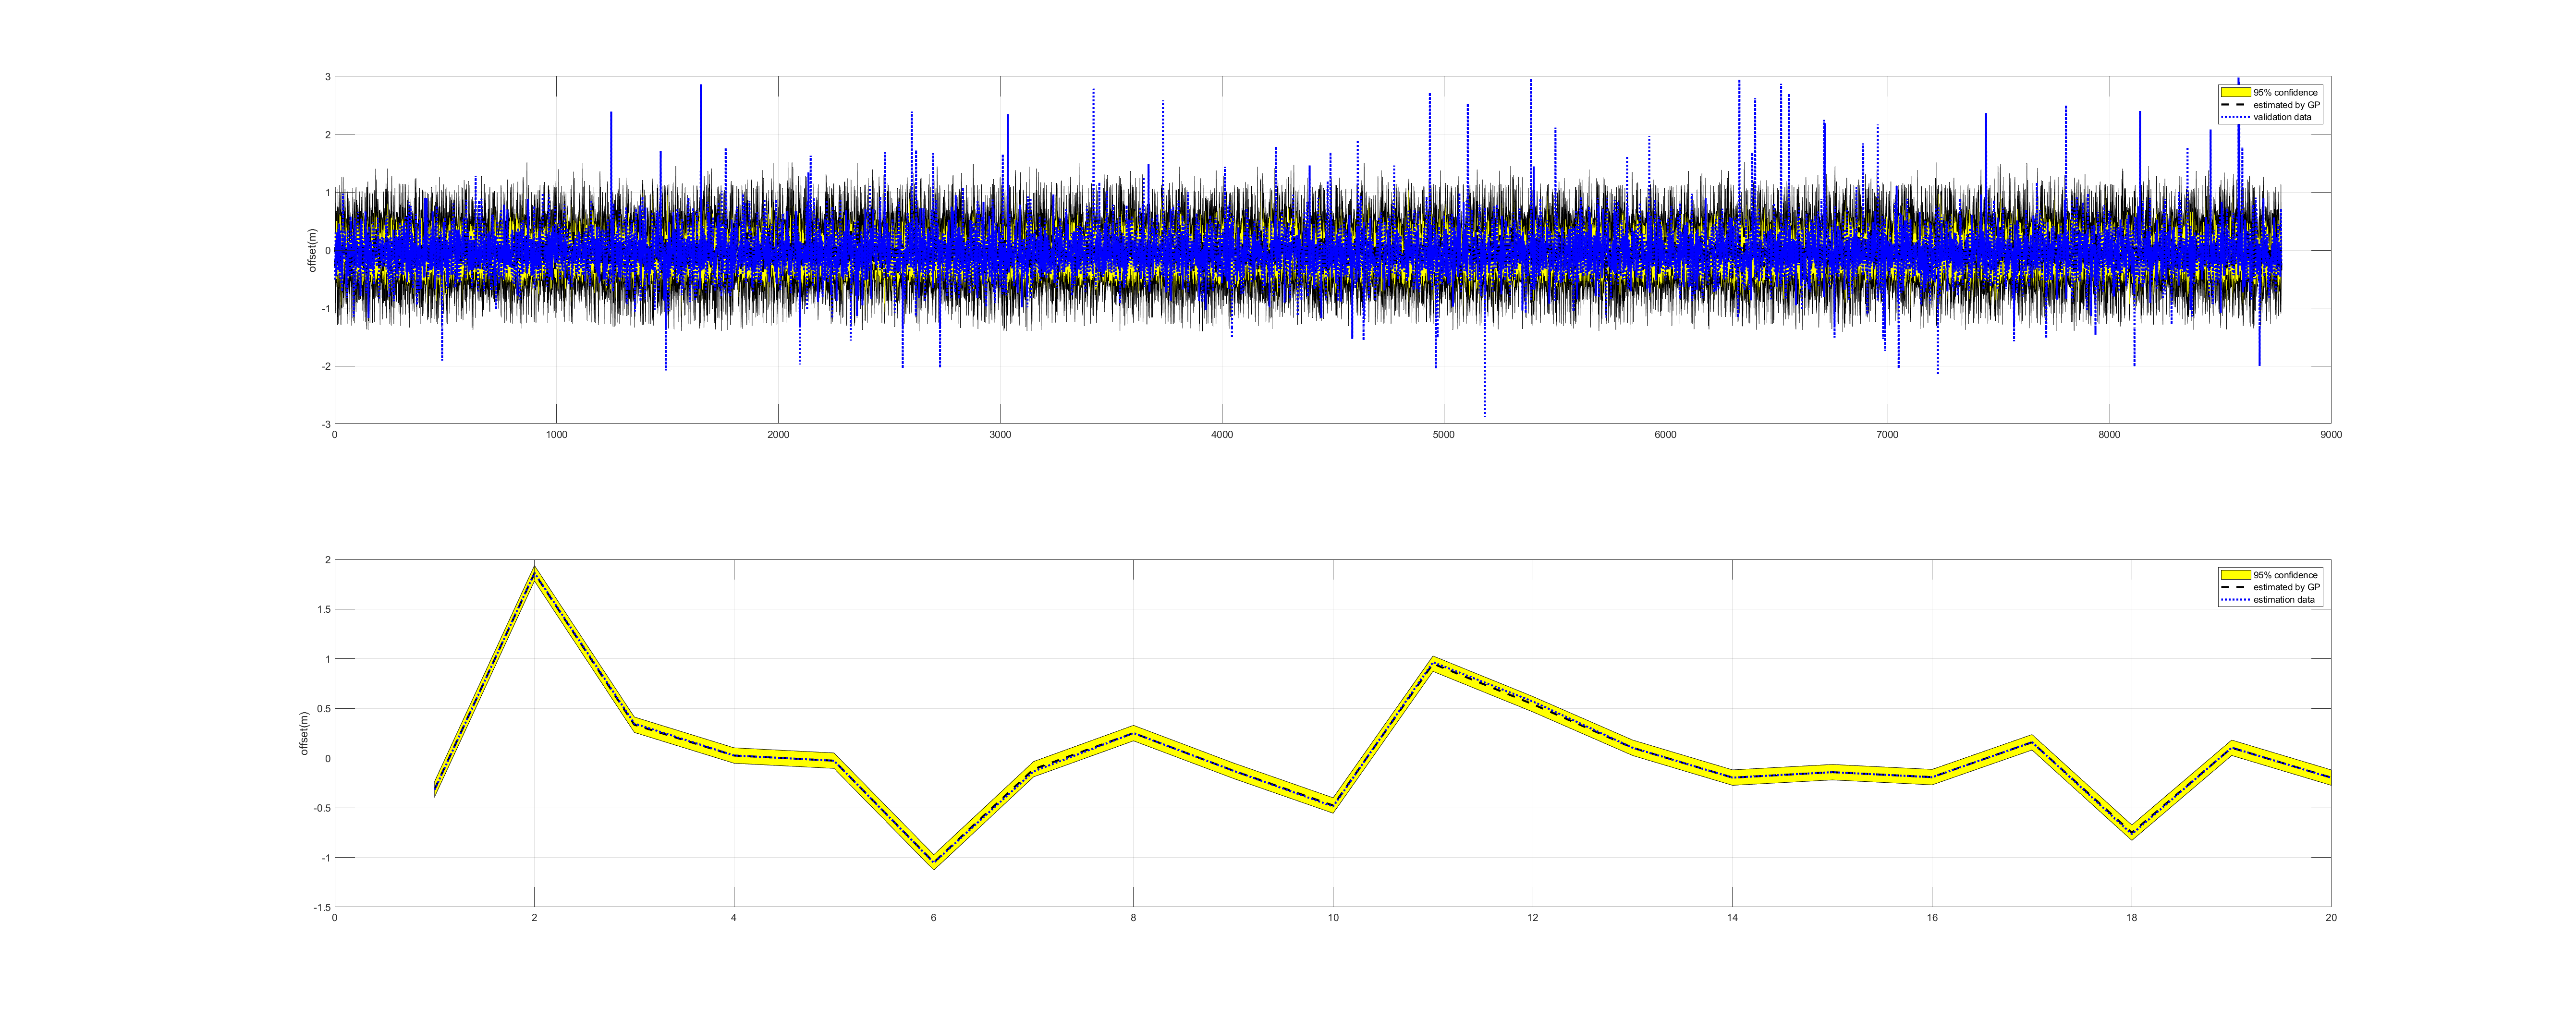 3
2
1
0
-1
-2
-3
offset(m)
0 1000 2000 3000 4000 5000 6000 7000 8000 9000
95% confidence
estimated by GP
validation data
2
1.5
1
0.5
0
-0.5
-1
-1.5
offset(m)
0 2 4 6 8 10 12 14 16 18 20
95% confidence
estimated by GP
estimation data